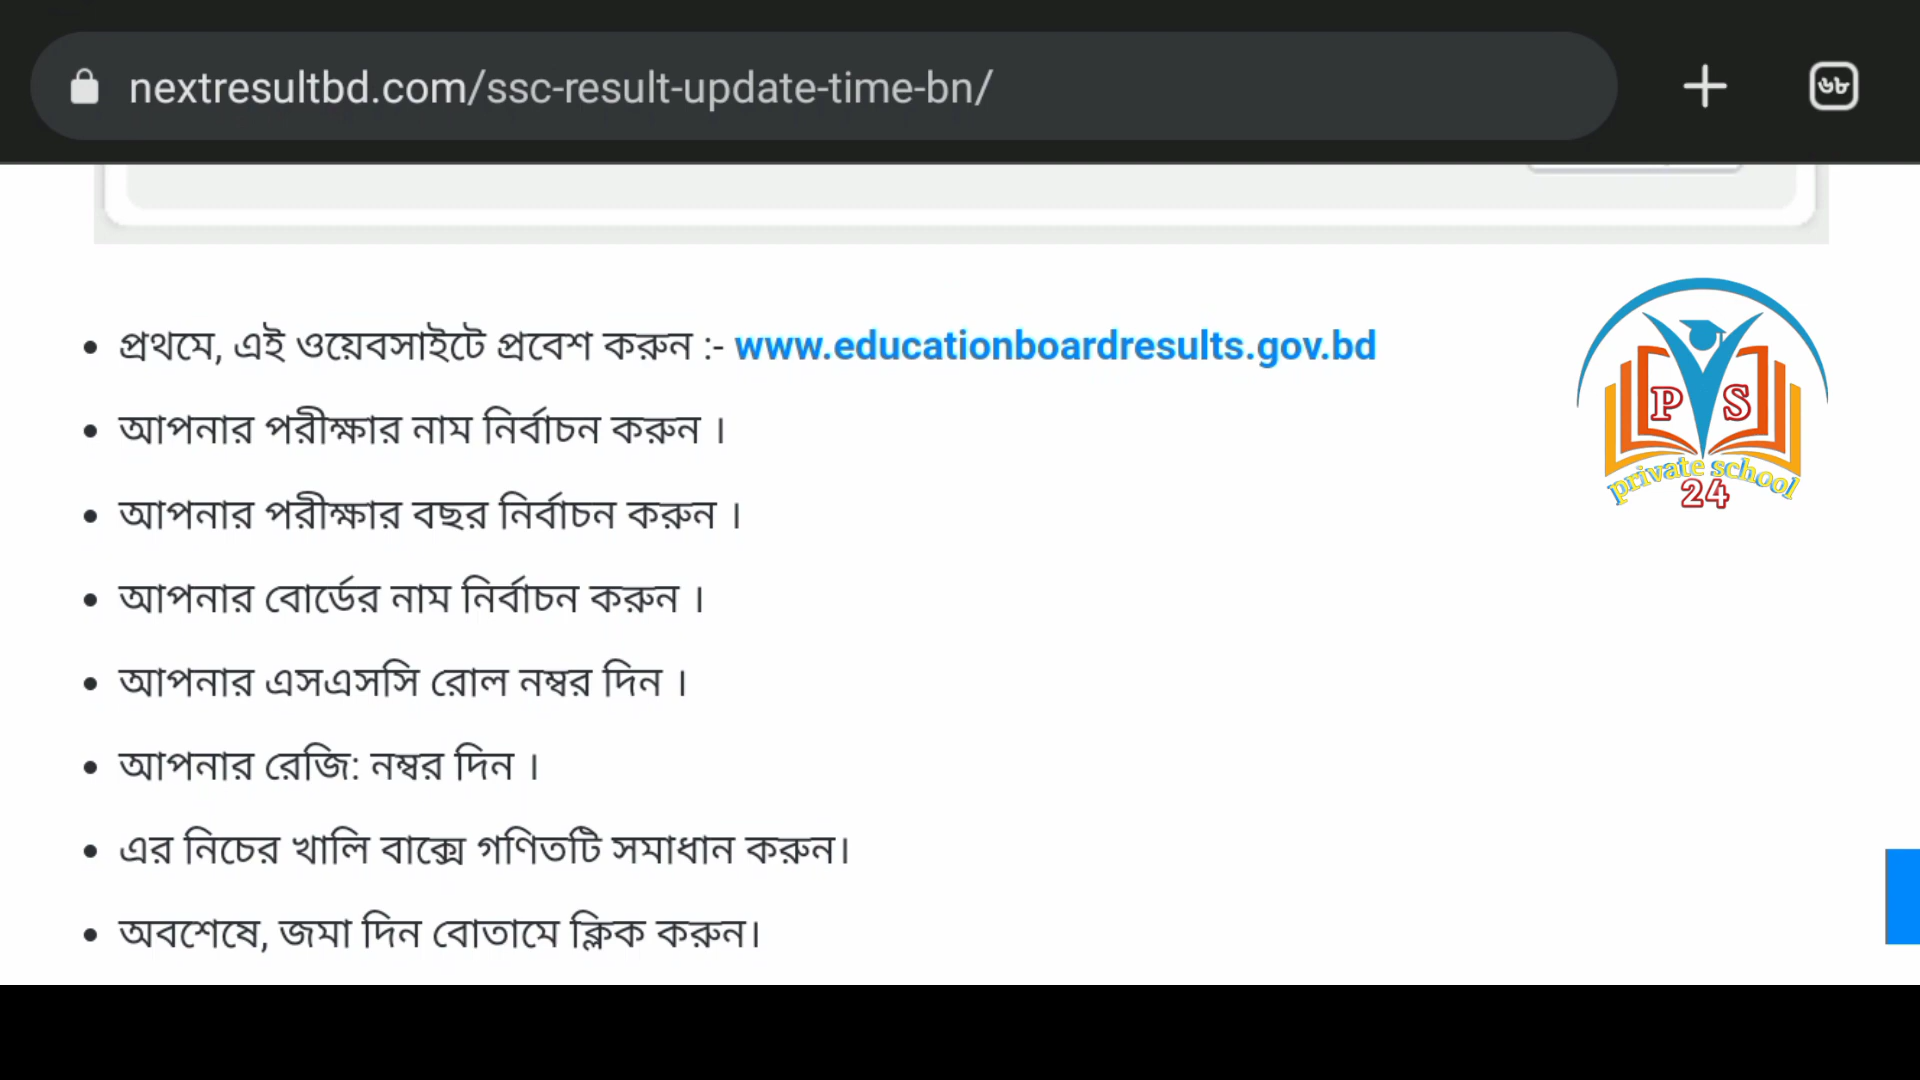 nextresultbd.com/ssc-result-update-time-bn/
৬৮
প্রথমে, এই ওয়েবসাইটে প্রবেশ করুন :- www.educationboardresults.gov.bd
আপনার পরীক্ষার নাম নির্বাচন করুন ।
আপনার পরীক্ষার বছর নির্বাচন করুন ।
আপনার বোর্ডের নাম নির্বাচন করুন ।
আপনার এসএসসি রোল নম্বর দিন ।
আপনার রেজি: নম্বর দিন ।
এর নিচের খালি বাক্সে গণিতটি সমাধান করুন।
অবশেষে, জমা দিন বোতামে ক্লিক করুন।
P S
private school
24